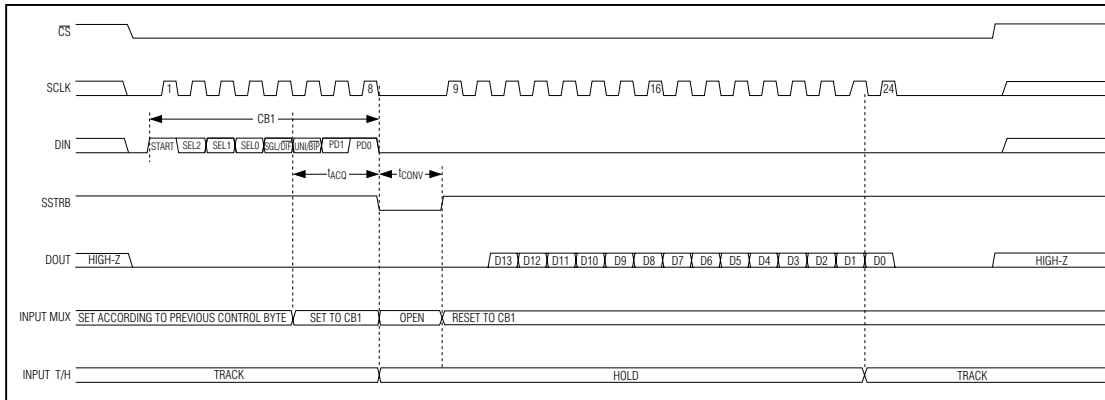 CS
SCLK 1 8 9 16 24
CB1
DIN START SEL2 SEL1 SEL0 SGL/DIF UNI/BIP PD1 PD0
tACQ tCONV
SSTRB
DOUT HIGH-Z D13 D12 D11 D10 D9 D8 D7 D6 D5 D4 D3 D2 D1 D0 HIGH-Z
INPUT MUX SET ACCORDING TO PREVIOUS CONTROL BYTE SET TO CB1 OPEN RESET TO CB1
INPUT T/H TRACK HOLD TRACK